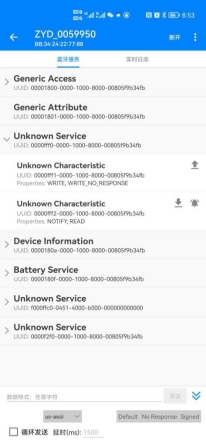 8:53
ZYD_0059950
BB:34:24:22:77:88
断开
蓝牙服务
实时日志
Generic Access
UUID: 00001800-0000-1000-8000-00805f9b34fb
Generic Attribute
UUID: 00001801-0000-1000-8000-00805f9b34fb
Unknown Service
UUID: 0000fff0-0000-1000-8000-00805f9b34fb
Unknown Characteristic
UUID: 0000fff2-0000-1000-8000-00805f9b34fb
Properties: WRITE, WRITE_NO_RESPONSE
Unknown Characteristic
UUID: 0000fff1-0000-1000-8000-00805f9b34fb
Properties: NOTIFY, READ
Device Information
UUID: 0000180a-0000-1000-8000-00805f9b34fb
Battery Service
UUID: 0000180f-0000-1000-8000-00805f9b34fb
Unknown Service
UUID: f000ffc0-0451-4000-b000-000000000000
Unknown Service
UUID: 0000f2f0-0000-1000-8000-00805f9b34fb
数据格式: 任意字符
发送
us-ascii
Default No Response Signed
循环发送 延时(ms): 1500